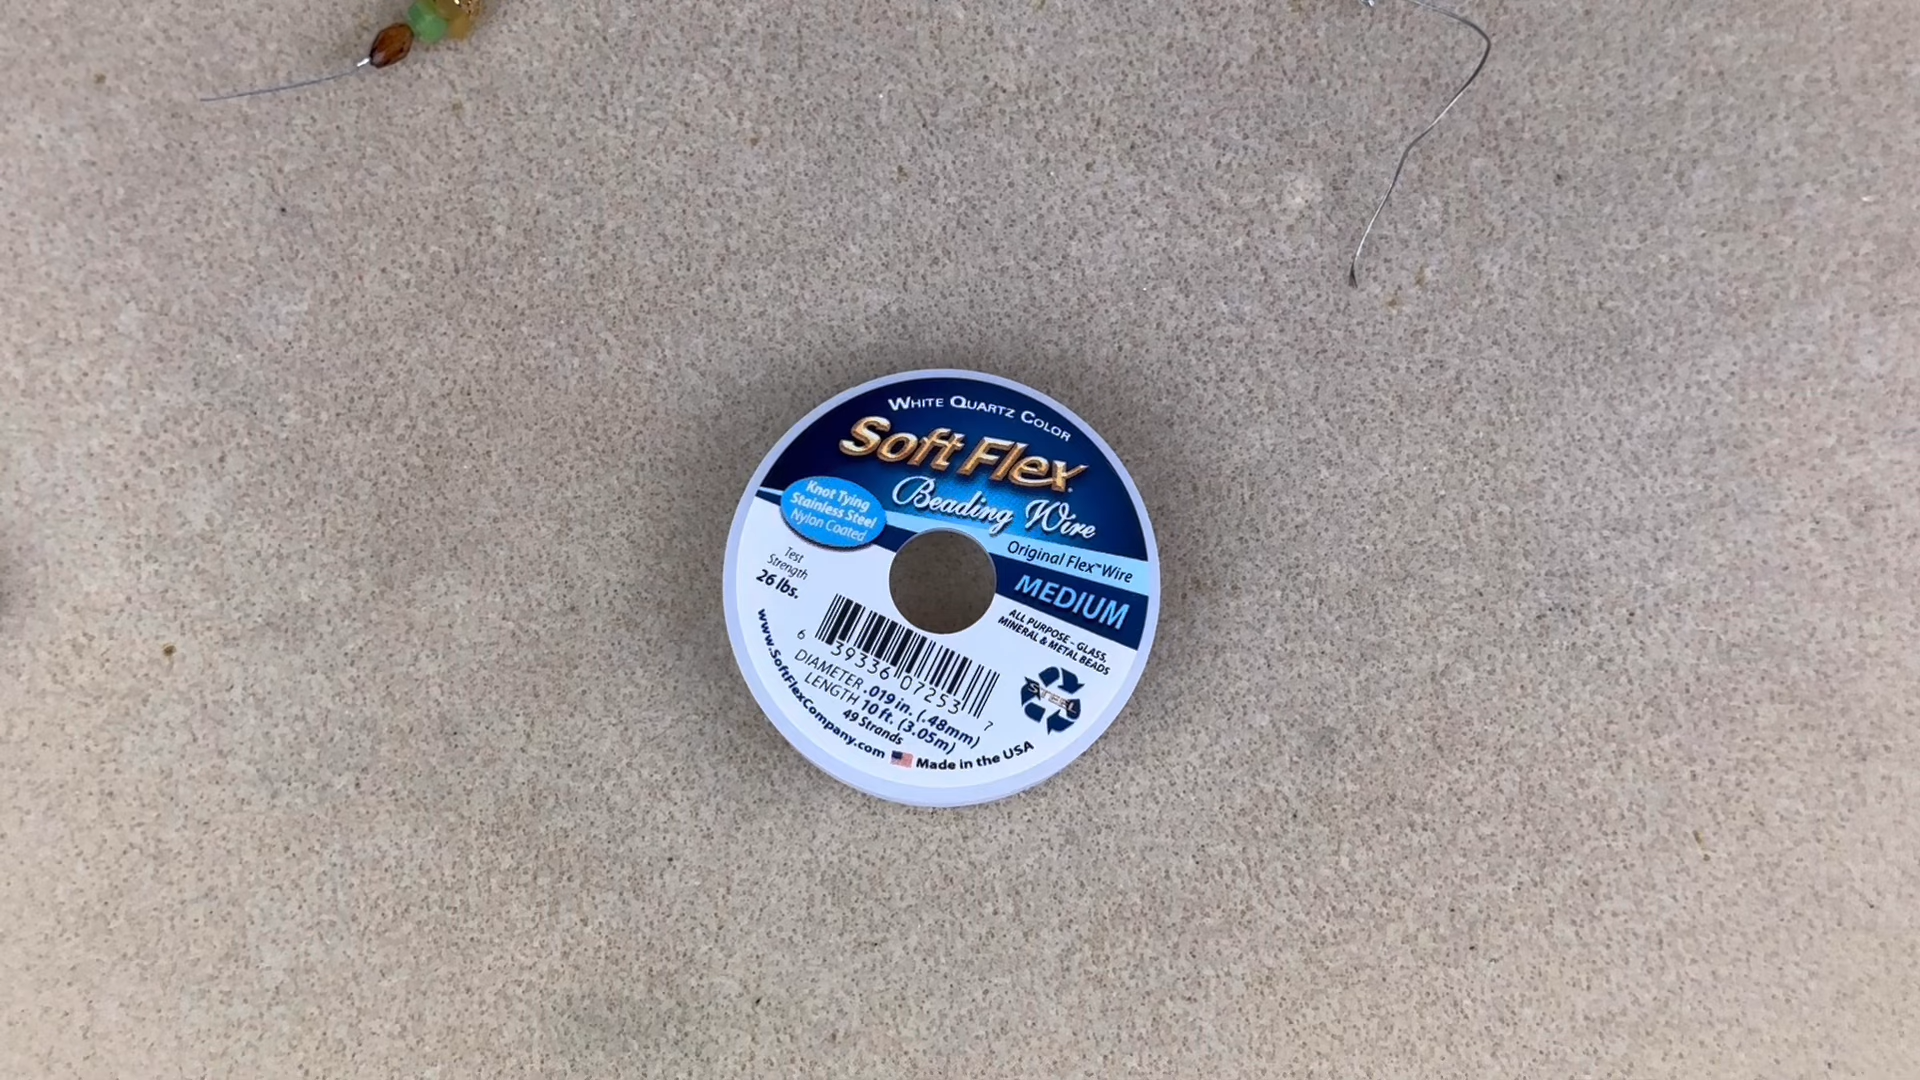 WHITE QUARTZ COLOR
Soft Flex
Beading Wire
Knot Tying
Stainless Steel
Nylon Coated
Original Flex™ Wire
MEDIUM
Test
Strength
26 lbs.
ALL PURPOSE - GLASS,
MINERAL & METAL BEADS
6 39336 07253 7
STEEL
DIAMETER .019 in. (.48mm)
LENGTH 10 ft. (3.05m)
49 Strands
www.SoftFlexCompany.com Made in the USA